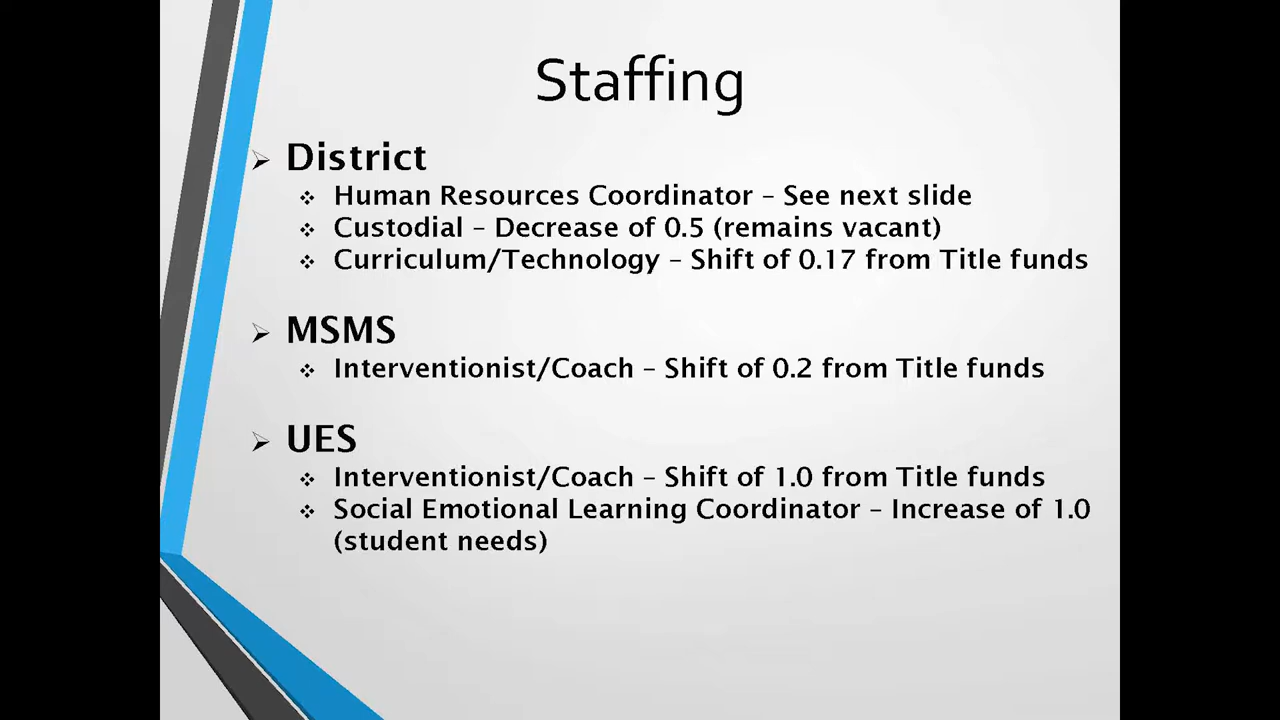 Staffing
District
Human Resources Coordinator – See next slide
Custodial – Decrease of 0.5 (remains vacant)
Curriculum/Technology – Shift of 0.17 from Title funds
MSMS
Interventionist/Coach – Shift of 0.2 from Title funds
UES
Interventionist/Coach – Shift of 1.0 from Title funds
Social Emotional Learning Coordinator – Increase of 1.0
(student needs)